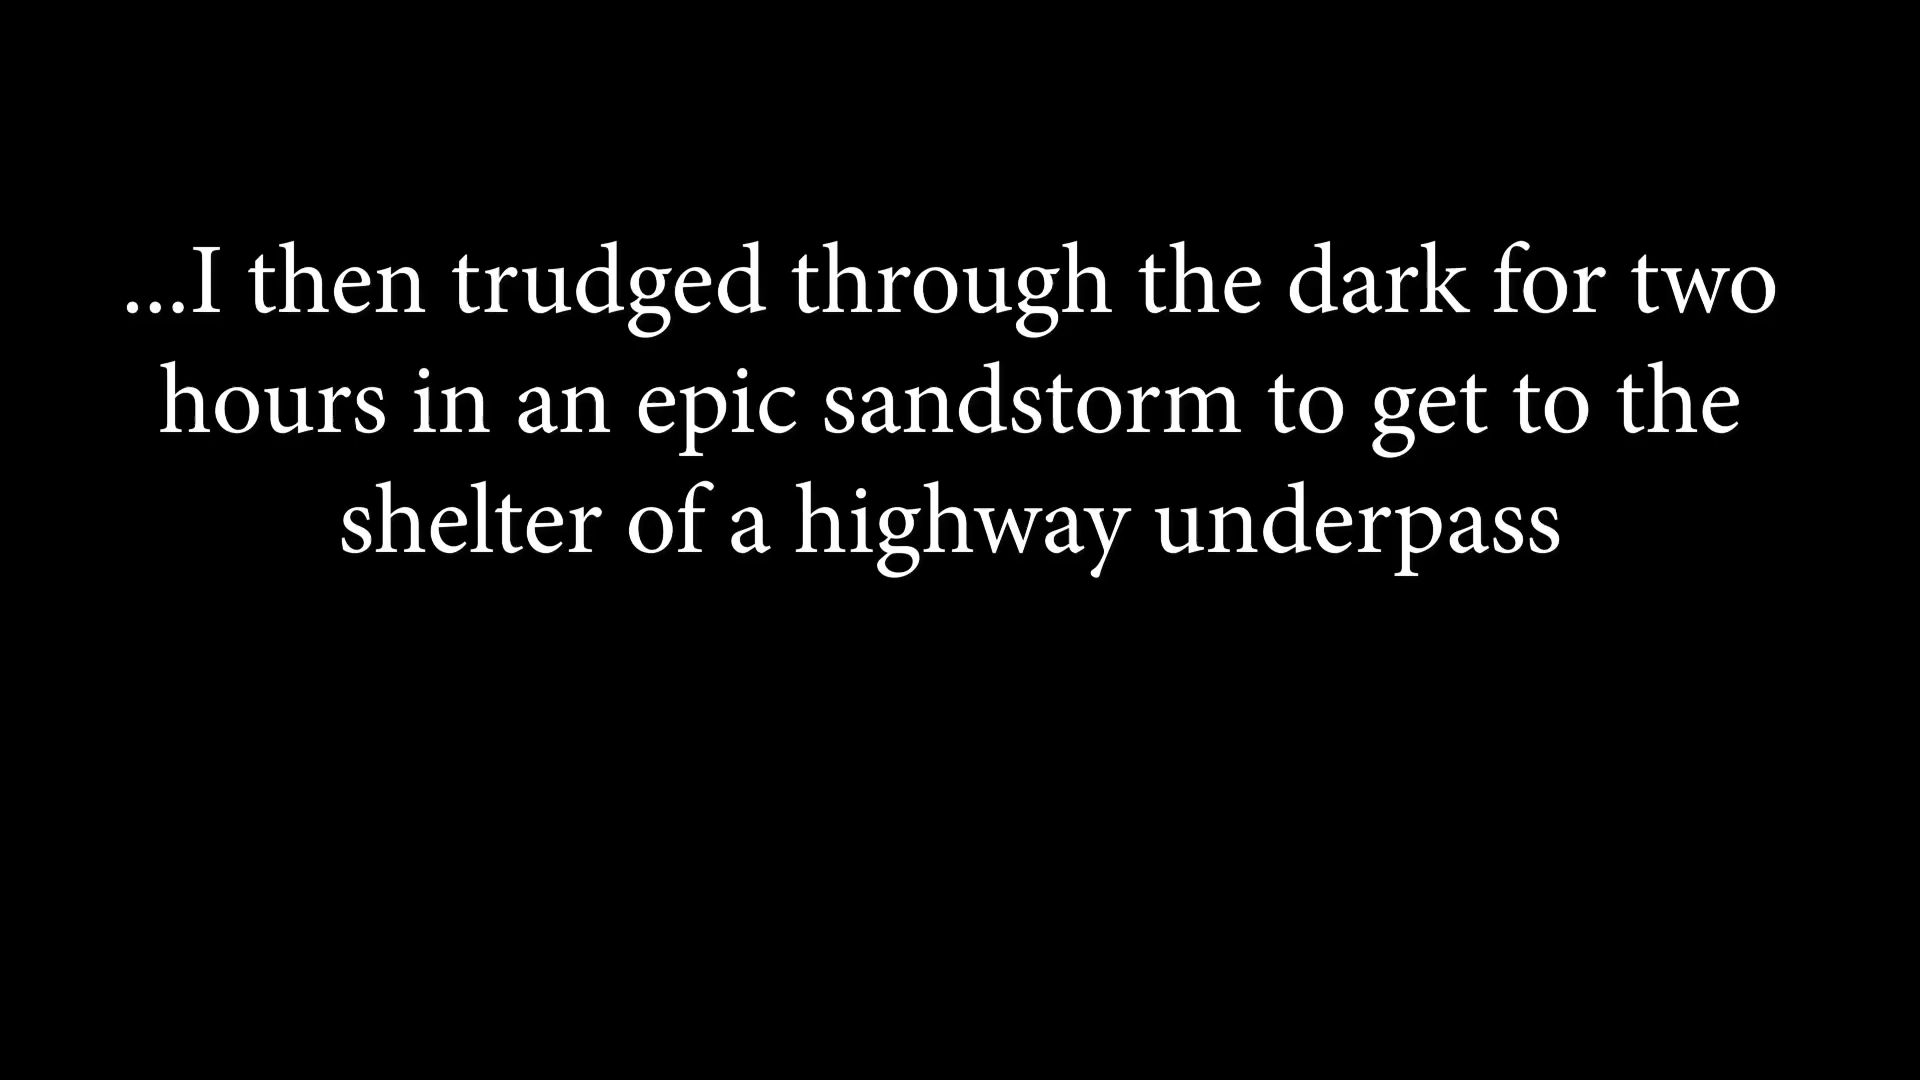 ...I then trudged through the dark for two
hours in an epic sandstorm to get to the
shelter of a highway underpass